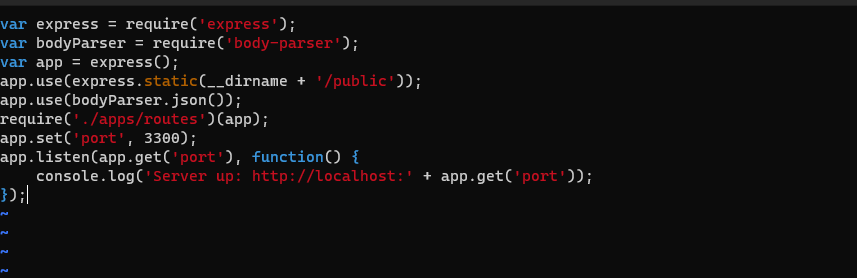 var express = require('express');
var bodyParser = require('body-parser');
var app = express();
app.use(express.static(__dirname + '/public'));
app.use(bodyParser.json());
require('./apps/routes')(app);
app.set('port', 3300);
app.listen(app.get('port'), function() {
    console.log('Server up: http://localhost:' + app.get('port'));
});
~
~
~
~